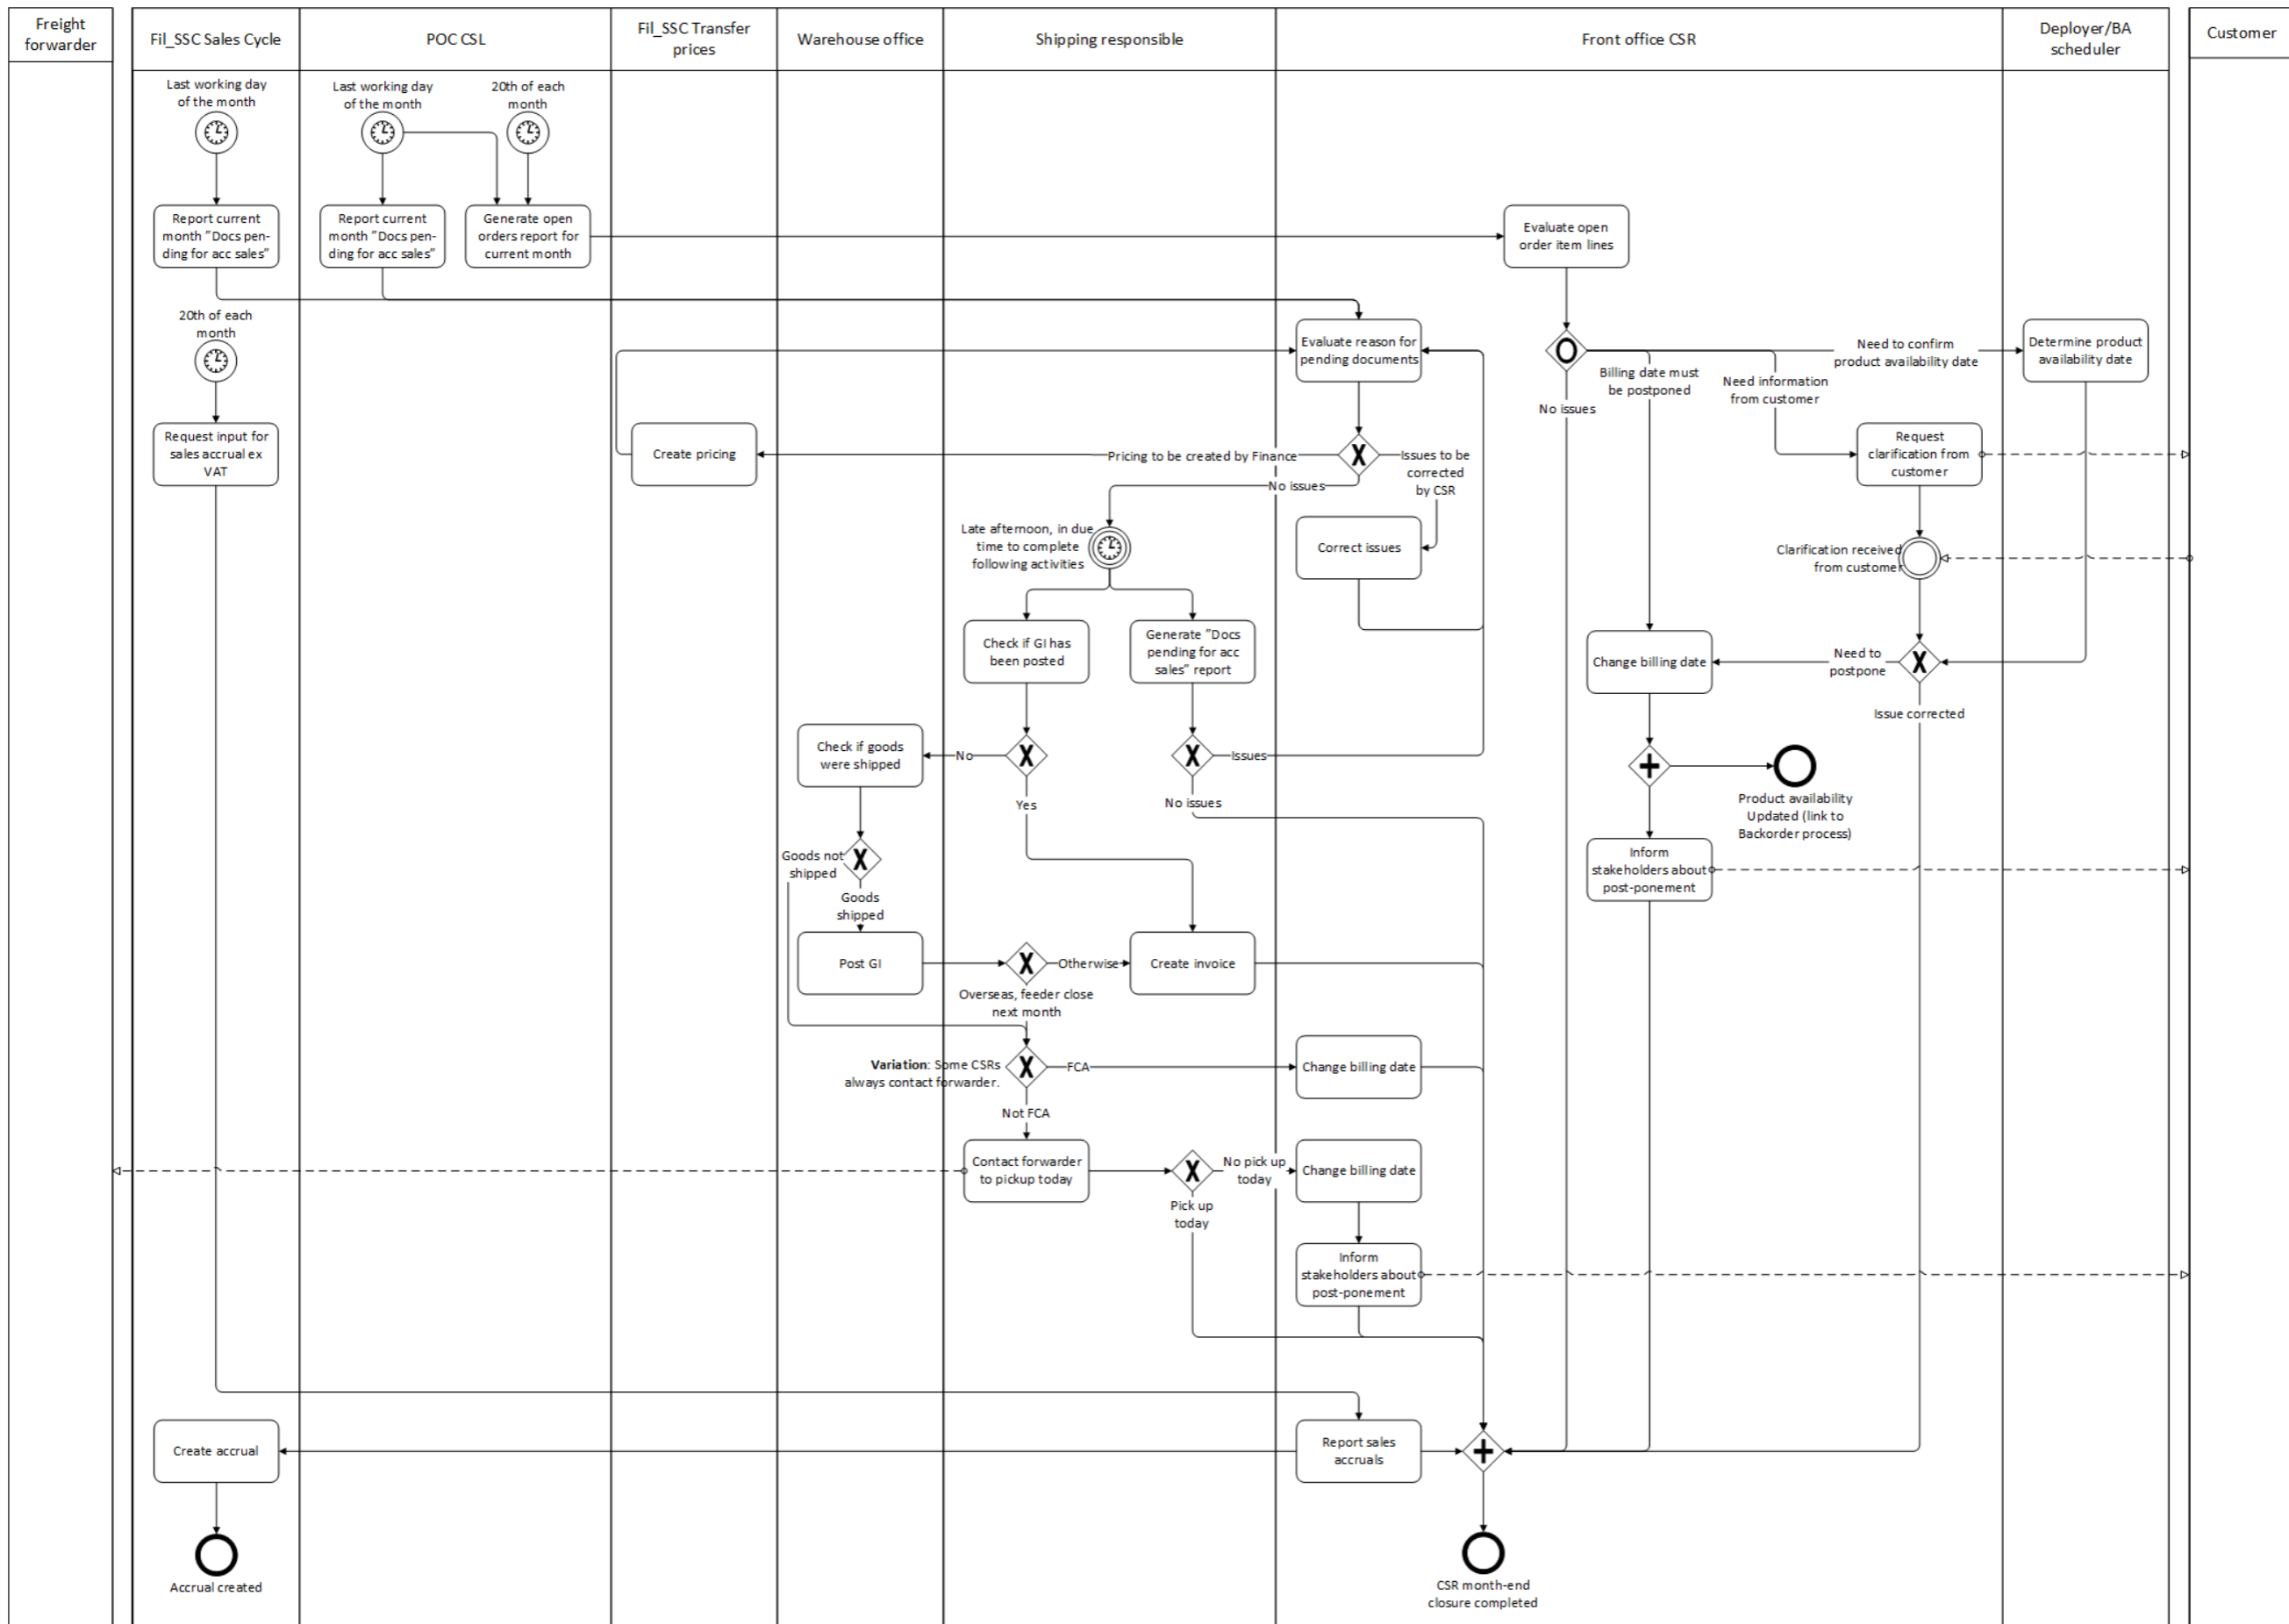 Freight
forwarder
Fil_SSC Sales Cycle
POC CSL
Fil_SSC Transfer
prices
Warehouse office
Shipping responsible
Front office CSR
Deployer/BA
scheduler
Customer
Last working day
of the month
Last working day
of the month
20th of each
month
Report current
month "Docs pen-
ding for acc sales"
Report current
month "Docs pen-
ding for acc sales"
Generate open
orders report for
current month
Evaluate open
order item lines
20th of each
month
Evaluate reason for
pending documents
Need to confirm
product availability date
Determine product
availability date
Billing date must
be postponed
Need information
from customer
No issues
Request input for
sales accrual ex
VAT
Create pricing
Pricing to be created by Finance
Issues to be
corrected
by CSR
No issues
Request
clarification from
customer
Late afternoon, in due
time to complete
following activities
Correct issues
Clarification received
from customer
Check if GI has
been posted
Generate "Docs
pending for acc
sales" report
Change billing date
Need to
postpone
Issue corrected
Check if goods
were shipped
No
Issues
Yes
No issues
Product availability
Updated (link to
Backorder process)
Goods not
shipped
Goods
shipped
Inform
stakeholders about
post-ponement
Post GI
Otherwise
Create invoice
Overseas, feeder close
next month
Variation: Some CSRs
always contact forwarder.
FCA
Change billing date
Not FCA
Contact forwarder
to pickup today
No pick up
today
Change billing date
Pick up
today
Inform
stakeholders about
post-ponement
Create accrual
Report sales
accruals
Accrual created
CSR month-end
closure completed